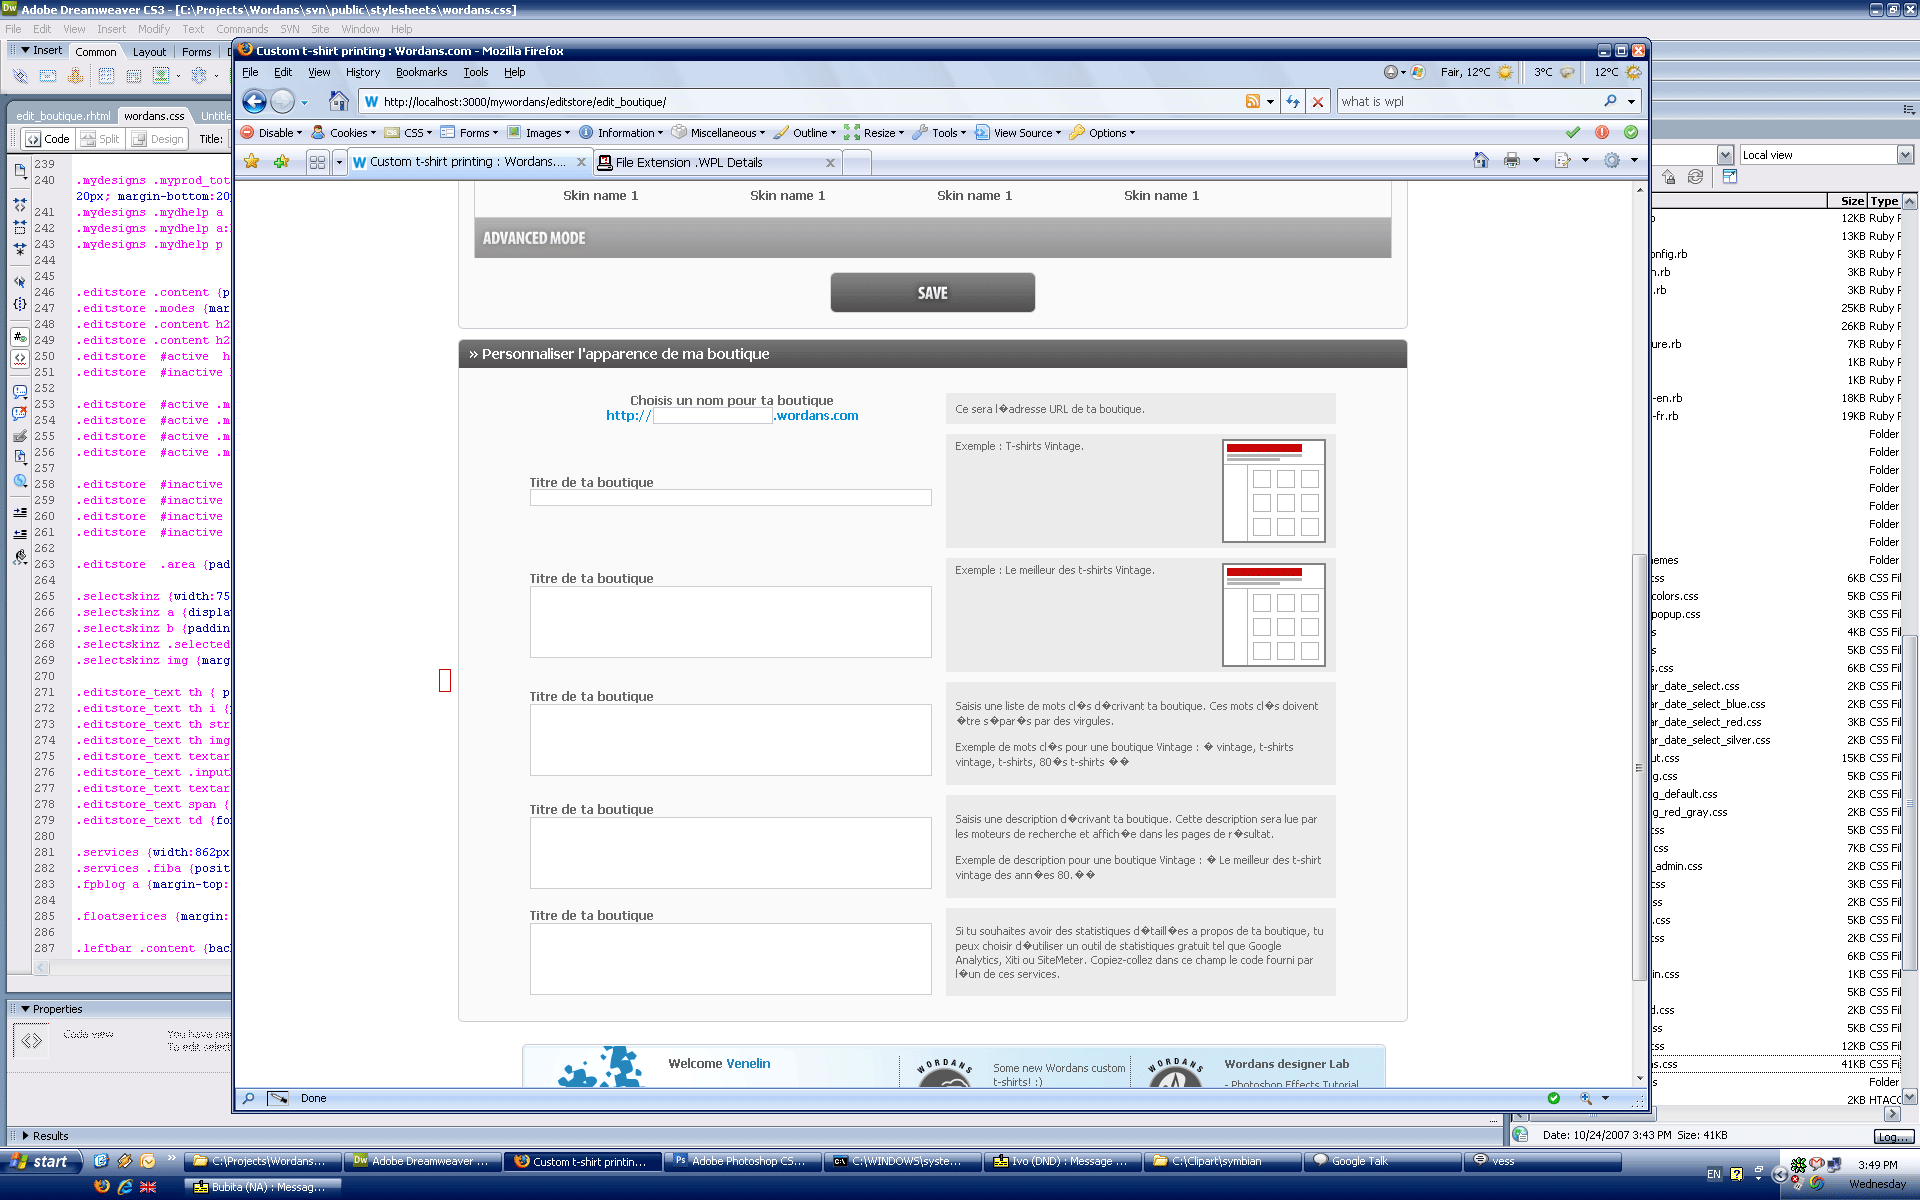 Adobe Dreamweaver CS3 - [C:\Projects\Wordans\svn\public\stylesheets\wordans.css]
File Edit View Insert Modify Text Commands SVN Site Window Help
Insert Common Layout Forms
edit_boutique.rhtml wordans.css Untitle
Code Split Design Title:
239
240 .mydesigns .myprod_tot
20px; margin-bottom:20p
241 .mydesigns .mydhelp a
242 .mydesigns .mydhelp a:
243 .mydesigns .mydhelp p
244
245
246 .editstore .content {p
247 .editstore .modes {mar
248 .editstore .content h2
249 .editstore .content h2
250 .editstore #active h
251 .editstore #inactive
252
253 .editstore #active .m
254 .editstore #active .m
255 .editstore #active .m
256 .editstore #active .m
257
258 .editstore #inactive
259 .editstore #inactive
260 .editstore #inactive
261 .editstore #inactive
262
263 .editstore .area {pad
264
265 .selectskinz {width:75
266 .selectskinz a {displa
267 .selectskinz b {paddin
268 .selectskinz .selected
269 .selectskinz img {marg
270
271 .editstore_text th { p
272 .editstore_text th i {p
273 .editstore_text th str
274 .editstore_text th img
275 .editstore_text textar
276 .editstore_text .input
277 .editstore_text textar
278 .editstore_text span {
279 .editstore_text td {fo
280
281 .services {width:862px
282 .services .fiba {posit
283 .fpblog a {margin-top:
284
285 .floatserices {margin:
286
287 .leftbar .content {bac
Properties
Code view You have ma
To edit selec
Results
Custom t-shirt printing : Wordans.com - Mozilla Firefox
File Edit View History Bookmarks Tools Help
Fair, 12°C 3°C 12°C
http://localhost:3000/mywordans/editstore/edit_boutique/
what is wpl
Disable Cookies CSS Forms Images Information Miscellaneous Outline Resize Tools View Source Options
Custom t-shirt printing : Wordans.... File Extension .WPL Details
Skin name 1 Skin name 1 Skin name 1 Skin name 1
ADVANCED MODE
SAVE
» Personnaliser l'apparence de ma boutique
Choisis un nom pour ta boutique
http:// .wordans.com
Ce sera l�adresse URL de ta boutique.
Titre de ta boutique
Exemple : T-shirts Vintage.
Titre de ta boutique
Exemple : Le meilleur des t-shirts Vintage.
Titre de ta boutique
Saisis une liste de mots cl�s d�crivant ta boutique. Ces mots cl�s doivent
�tre s�par�s par des virgules.
Exemple de mots cl�s pour une boutique Vintage : � vintage, t-shirts
vintage, t-shirts, 80�s t-shirts ��
Titre de ta boutique
Saisis une description d�crivant ta boutique. Cette description sera lue par
les moteurs de recherche et affich�e dans les pages de r�sultat.
Exemple de description pour une boutique Vintage : � Le meilleur des t-shirt
vintage des ann�es 80.��
Titre de ta boutique
Si tu souhaites avoir des statistiques d�taill�es a propos de ta boutique, tu
peux choisir d�utiliser un outil de statistiques gratuit tel que Google
Analytics, Xiti ou SiteMeter. Copiez-collez dans ce champ le code fourni par
l�un de ces services.
Welcome Venelin
WORDANS
Some new Wordans custom
t-shirts! :)
WORDANS
Wordans designer Lab
- Photoshop Effects Tutorial
Done
Local view
Size Type
12KB Ruby F
13KB Ruby F
onfig.rb 3KB Ruby F
n.rb 3KB Ruby F
.rb 3KB Ruby F
25KB Ruby F
26KB Ruby F
ure.rb 7KB Ruby F
1KB Ruby F
1KB Ruby F
-en.rb 18KB Ruby F
-fr.rb 19KB Ruby F
Folder
Folder
Folder
Folder
Folder
Folder
Folder
emes Folder
ss 6KB CSS Fil
colors.css 5KB CSS Fil
popup.css 3KB CSS Fil
s 4KB CSS Fil
ss 5KB CSS Fil
s.css 6KB CSS Fil
ar_date_select.css 2KB CSS Fil
ar_date_select_blue.css 2KB CSS Fil
ar_date_select_red.css 3KB CSS Fil
ar_date_select_silver.css 2KB CSS Fil
ut.css 15KB CSS Fil
g.css 5KB CSS Fil
g_default.css 2KB CSS Fil
g_red_gray.css 2KB CSS Fil
ss 5KB CSS Fil
.css 7KB CSS Fil
_admin.css 2KB CSS Fil
ss 3KB CSS Fil
ss 2KB CSS Fil
.css 5KB CSS Fil
ss 2KB CSS Fil
ss 6KB CSS Fil
in.css 1KB CSS Fil
5KB CSS Fil
d.css 2KB CSS Fil
ss 5KB CSS Fil
ss 12KB CSS Fil
s.css 41KB CSS Fil
s Folder
2KB HTACC
Date: 10/24/2007 3:43 PM Size: 41KB Log...
start C:\Projects\Wordans... Adobe Dreamweaver ... Custom t-shirt printin... Adobe Photoshop CS... C:\WINDOWS\syste... Ivo (DND) : Message ... C:\Clipart\symbian Google Talk vess
Bubita (NA) : Messag...
EN 3:49 PM
Wednesday